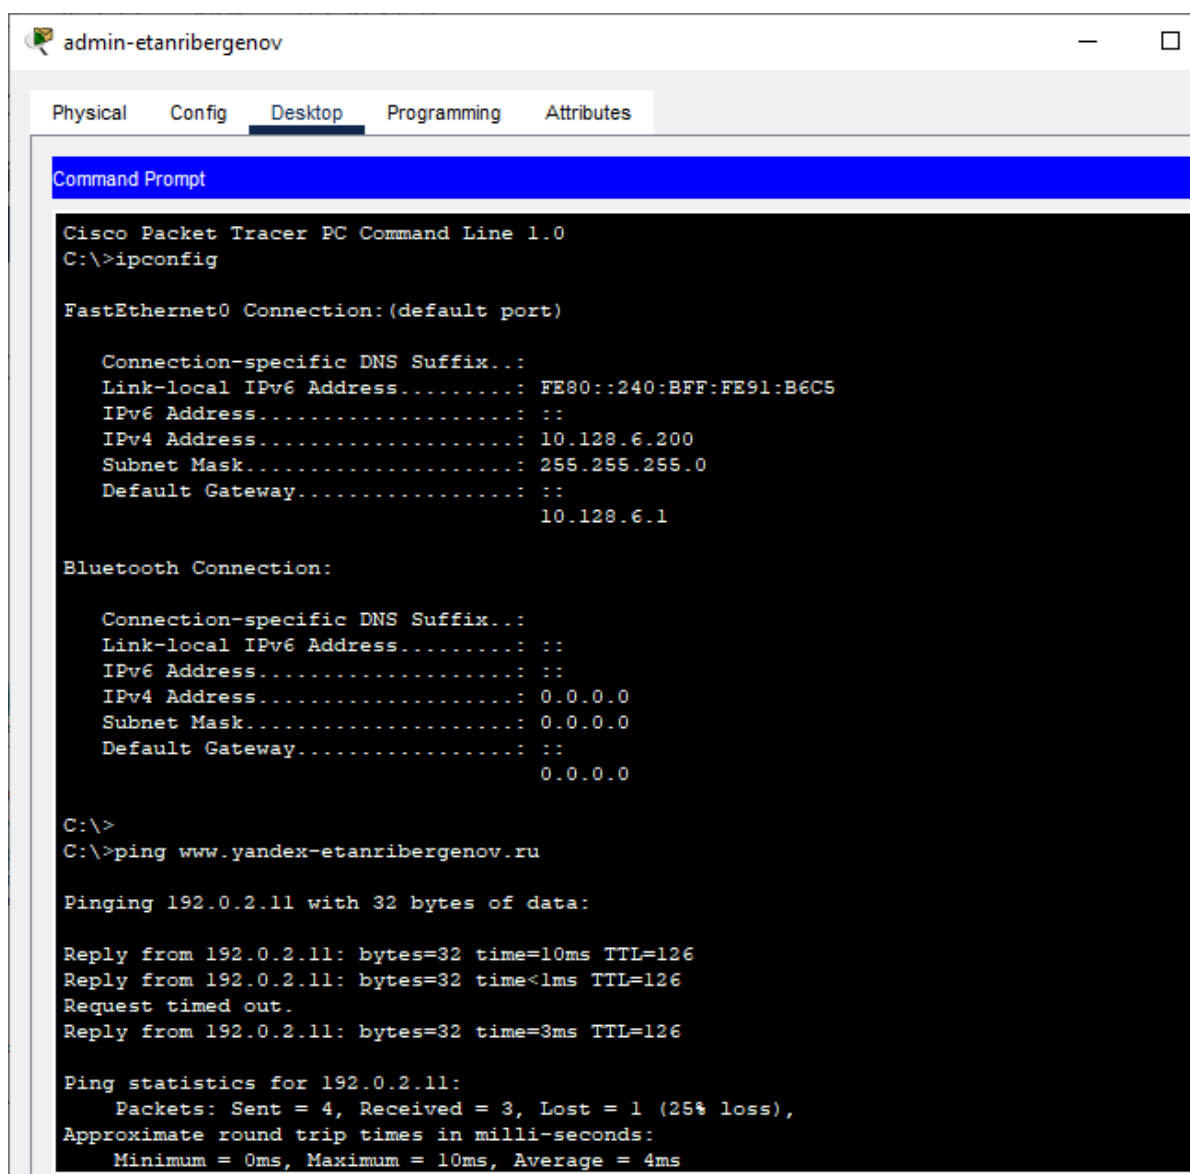 admin-etanribergenov
Physical Config Desktop Programming Attributes
Command Prompt
Cisco Packet Tracer PC Command Line 1.0
C:\>ipconfig
FastEthernet0 Connection:(default port)
Connection-specific DNS Suffix..:
Link-local IPv6 Address.........: FE80::240:BFF:FE91:B6C5
IPv6 Address....................: ::
IPv4 Address....................: 10.128.6.200
Subnet Mask.....................: 255.255.255.0
Default Gateway.................: ::
10.128.6.1
Bluetooth Connection:
Connection-specific DNS Suffix..:
Link-local IPv6 Address.........: ::
IPv6 Address....................: ::
IPv4 Address....................: 0.0.0.0
Subnet Mask.....................: 0.0.0.0
Default Gateway.................: ::
0.0.0.0
C:\>
C:\>ping www.yandex-etanribergenov.ru
Pinging 192.0.2.11 with 32 bytes of data:
Reply from 192.0.2.11: bytes=32 time=10ms TTL=126
Reply from 192.0.2.11: bytes=32 time<1ms TTL=126
Request timed out.
Reply from 192.0.2.11: bytes=32 time=3ms TTL=126
Ping statistics for 192.0.2.11:
Packets: Sent = 4, Received = 3, Lost = 1 (25% loss),
Approximate round trip times in milli-seconds:
Minimum = 0ms, Maximum = 10ms, Average = 4ms